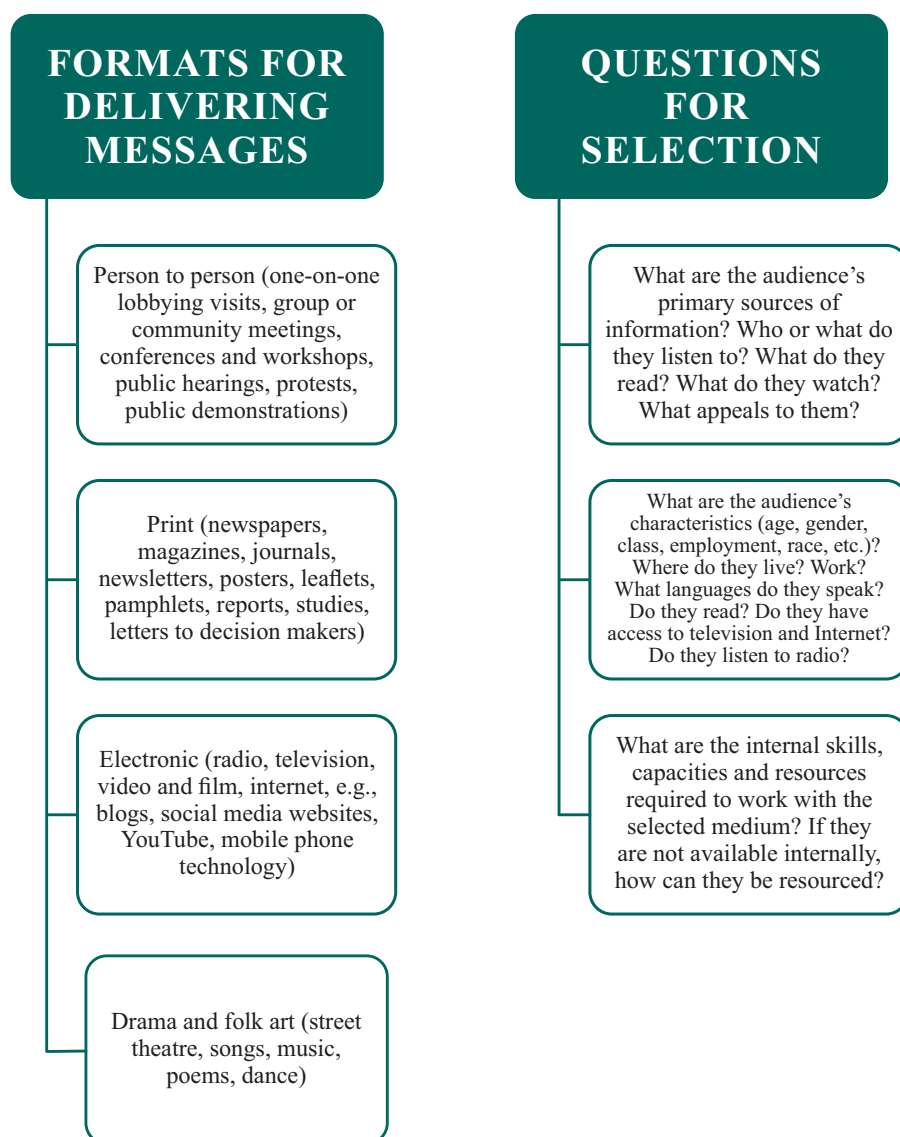 FORMATS FOR
DELIVERING
MESSAGES
Person to person (one-on-one
lobbying visits, group or
community meetings,
conferences and workshops,
public hearings, protests,
public demonstrations)
Print (newspapers,
magazines, journals,
newsletters, posters, leaflets,
pamphlets, reports, studies,
letters to decision makers)
Electronic (radio, television,
video and film, internet, e.g.,
blogs, social media websites,
YouTube, mobile phone
technology)
Drama and folk art (street
theatre, songs, music,
poems, dance)
QUESTIONS
FOR
SELECTION
What are the audience’s
primary sources of
information? Who or what do
they listen to? What do they
read? What do they watch?
What appeals to them?
What are the audience’s
characteristics (age, gender,
class, employment, race, etc.)?
Where do they live? Work?
What languages do they speak?
Do they read? Do they have
access to television and Internet?
Do they listen to radio?
What are the internal skills,
capacities and resources
required to work with the
selected medium? If they
are not available internally,
how can they be resourced?